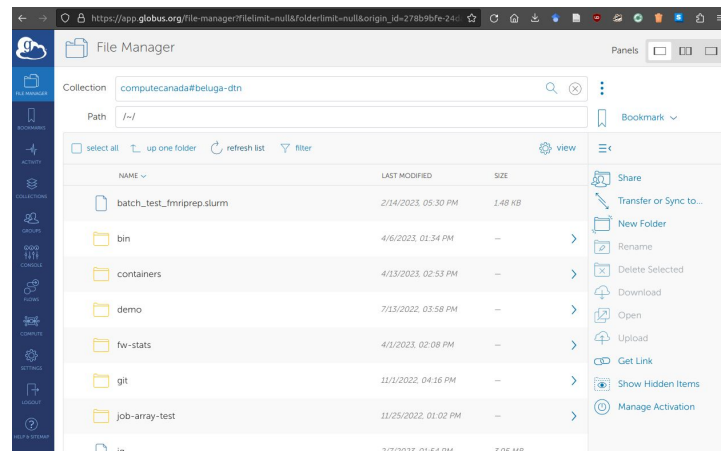 https://app.globus.org/file-manager?filelimit=null&folderlimit=null&origin_id=278b9bfe-24d
File Manager
Panels
Collection computecanada#beluga-dtn
Path /~/
Bookmark
select all up one folder refresh list filter view
NAME LAST MODIFIED SIZE
batch_test_fmriprep.slurm 2/14/2023, 05:30 PM 1.48 KB
bin 4/6/2023, 01:34 PM —
containers 4/13/2023, 02:53 PM —
demo 7/13/2022, 03:58 PM —
fw-stats 4/1/2023, 02:08 PM —
git 11/1/2022, 04:16 PM —
job-array-test 11/25/2022, 01:02 PM —
Share
Transfer or Sync to...
New Folder
Rename
Delete Selected
Download
Open
Upload
Get Link
Show Hidden Items
Manage Activation
FILE MANAGER
BOOKMARKS
ACTIVITY
COLLECTIONS
GROUPS
CONSOLE
FLOWS
COMPUTE
SETTINGS
LOGOUT
HELP & SITEMAP